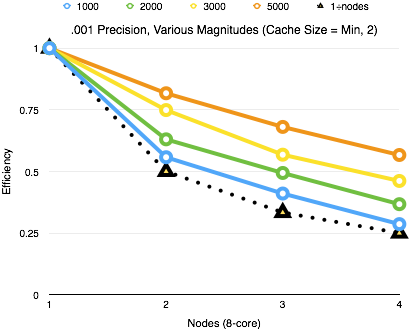 1000 2000 3000 5000 1÷nodes
.001 Precision, Various Magnitudes (Cache Size = Min, 2)
1
0.75
0.5
0.25
0
Efficiency
1 2 3 4
Nodes (8-core)